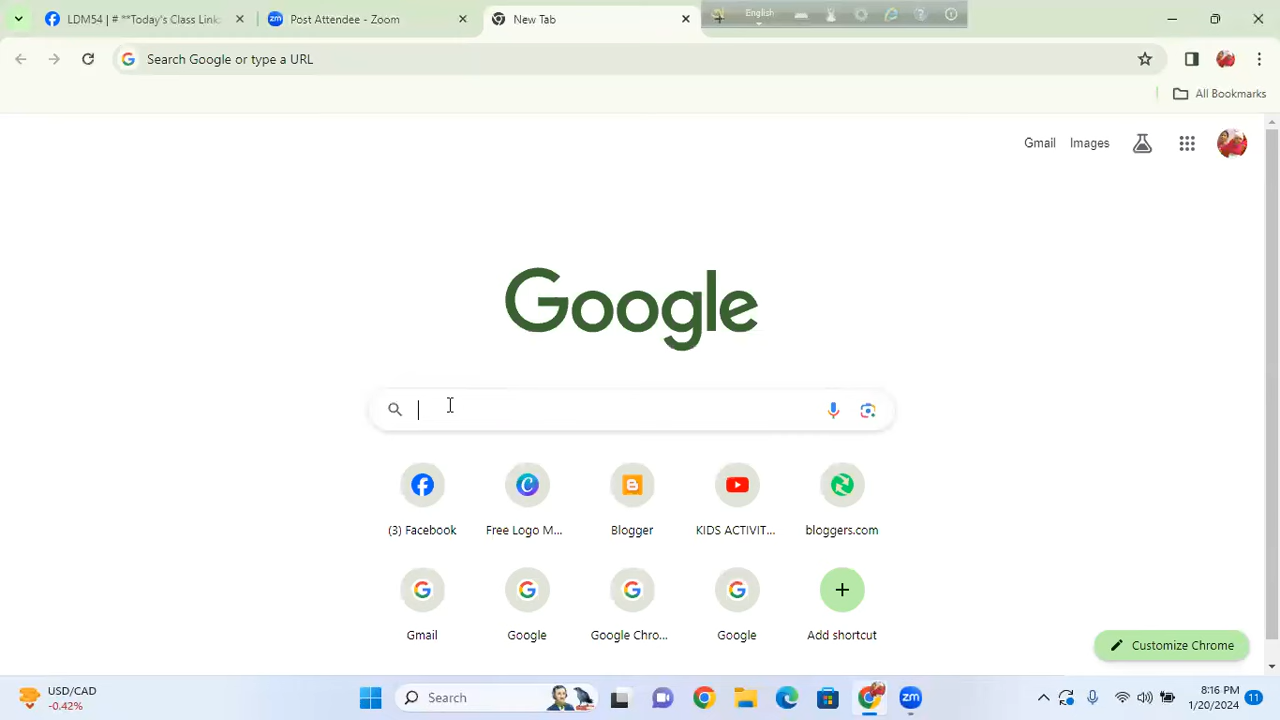 LDM54 | # **Today's Class Link:
Post Attendee - Zoom
New Tab
English
Search Google or type a URL
All Bookmarks
Gmail
Images
Google
(3) Facebook
Free Logo M...
Blogger
KIDS ACTIVIT...
bloggers.com
Gmail
Google
Google Chro...
Google
Add shortcut
Customize Chrome
USD/CAD
-0.42%
Search
zm
8:16 PM
1/20/2024
11